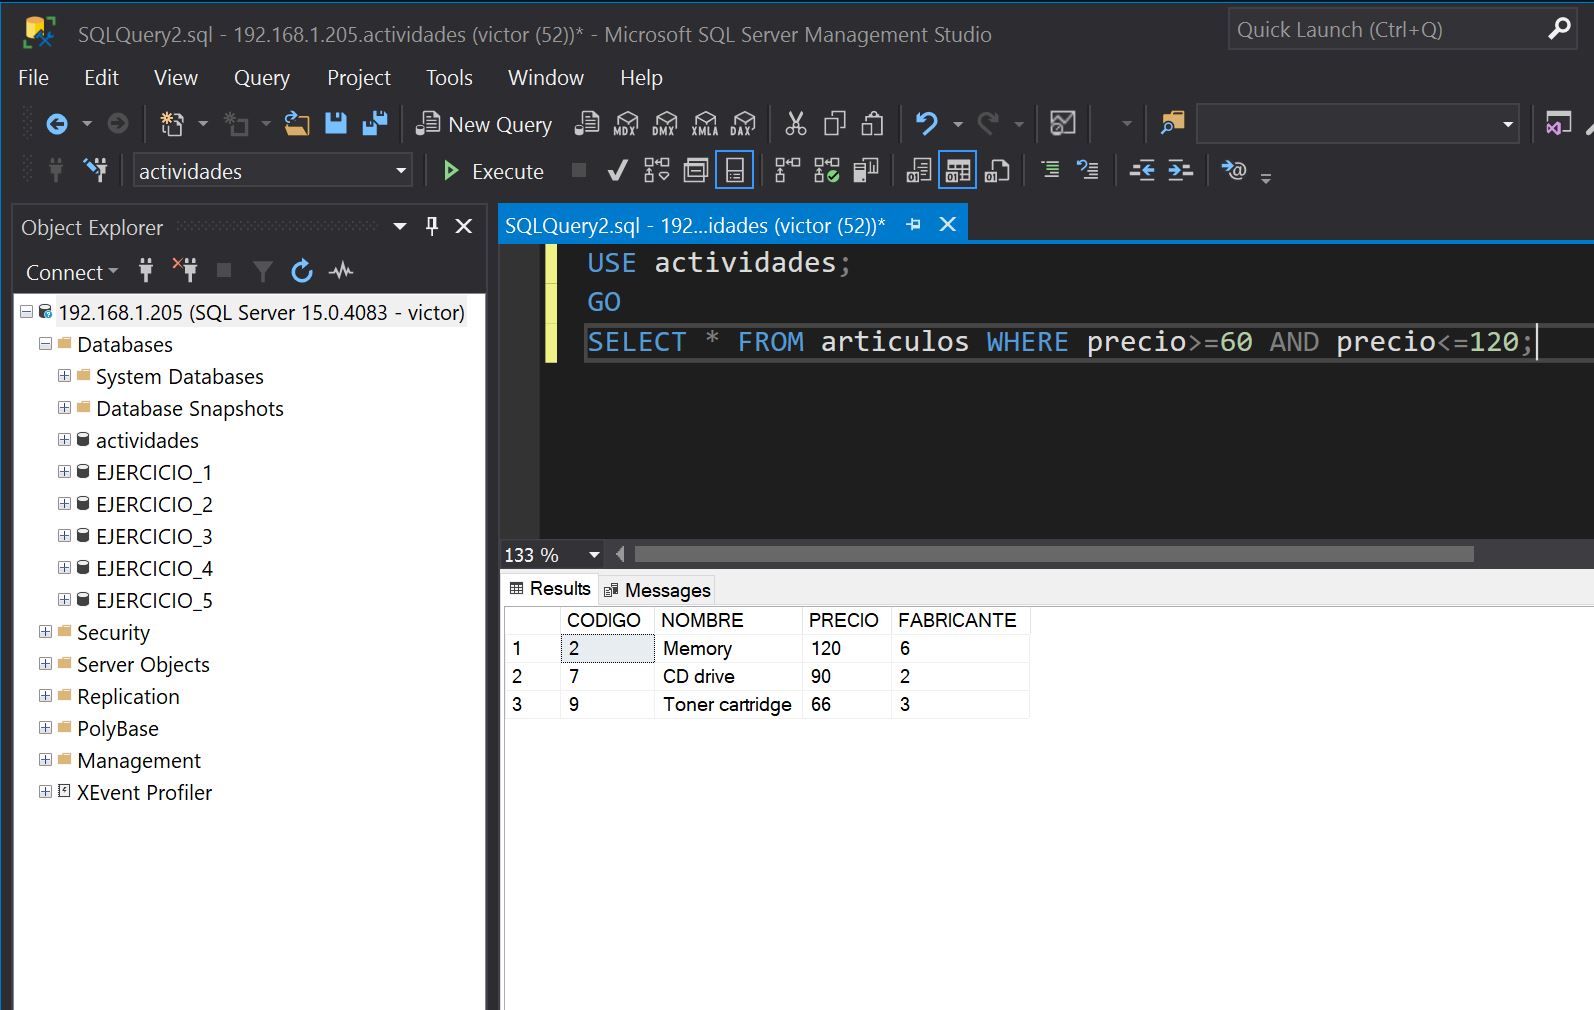 SQLQuery2.sql - 192.168.1.205.actividades (victor (52))* - Microsoft SQL Server Management Studio
Quick Launch (Ctrl+Q)
File Edit View Query Project Tools Window Help
New Query MDX DMX XMLA DAX
actividades Execute
Object Explorer
Connect
192.168.1.205 (SQL Server 15.0.4083 - victor)
Databases
System Databases
Database Snapshots
actividades
EJERCICIO_1
EJERCICIO_2
EJERCICIO_3
EJERCICIO_4
EJERCICIO_5
Security
Server Objects
Replication
PolyBase
Management
XEvent Profiler
SQLQuery2.sql - 192...idades (victor (52))*
USE actividades;
GO
SELECT * FROM articulos WHERE precio>=60 AND precio<=120;
133 %
Results Messages
CODIGO NOMBRE PRECIO FABRICANTE
1 2 Memory 120 6
2 7 CD drive 90 2
3 9 Toner cartridge 66 3